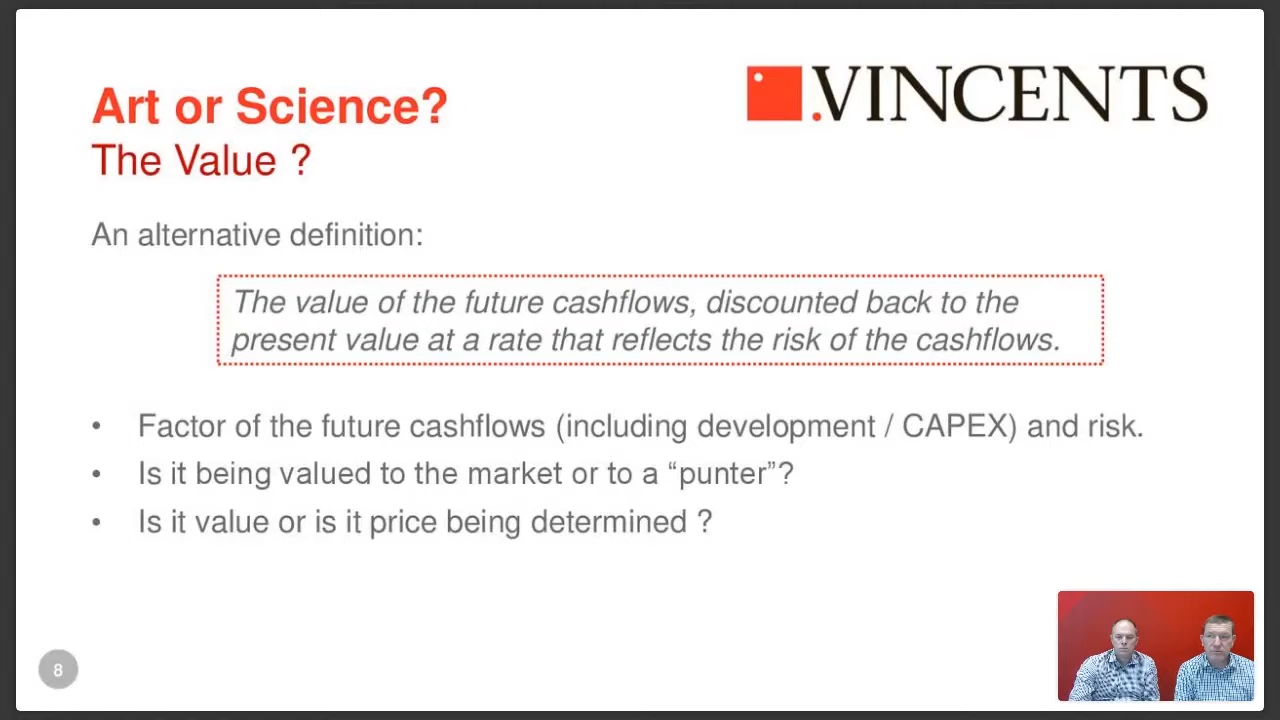 .VINCENTS
Art or Science?
The Value ?
An alternative definition:
The value of the future cashflows, discounted back to the
present value at a rate that reflects the risk of the cashflows.
• Factor of the future cashflows (including development / CAPEX) and risk.
• Is it being valued to the market or to a “punter”?
• Is it value or is it price being determined ?
8